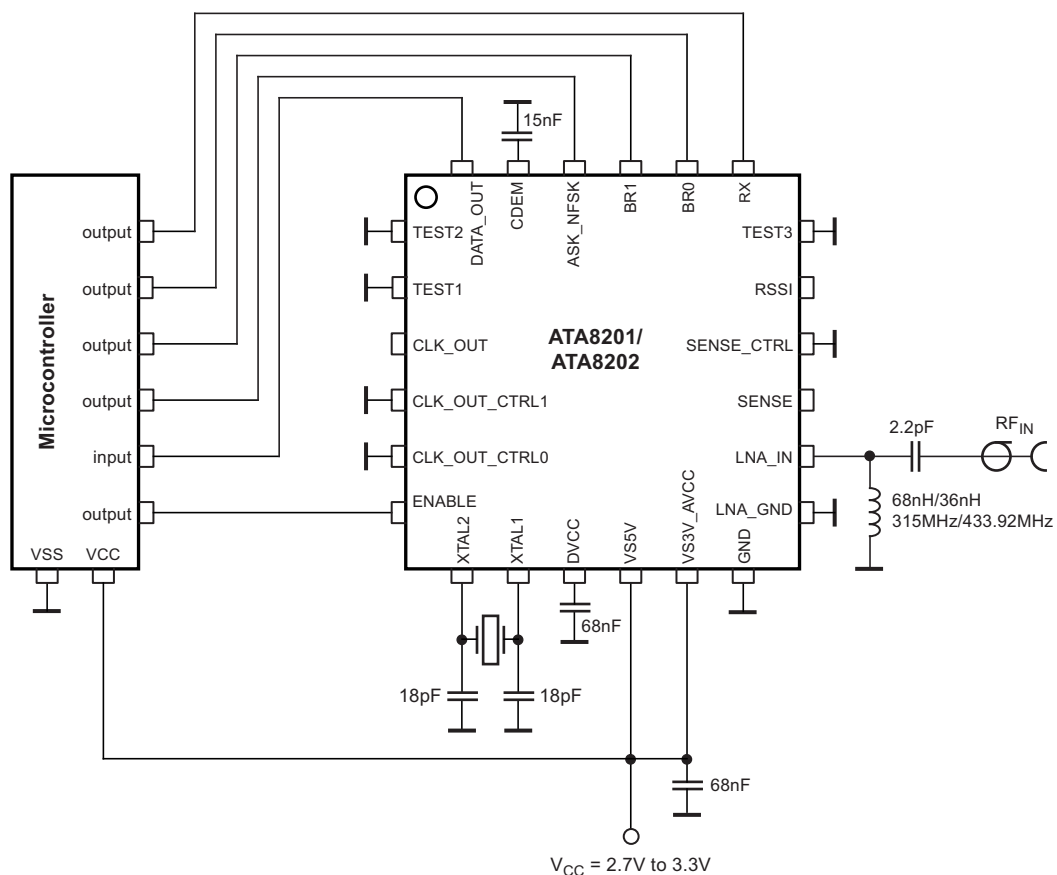 15nF
output
output
output
output
input
output
Microcontroller
VSS
VCC
TEST2
TEST1
CLK_OUT
CLK_OUT_CTRL1
CLK_OUT_CTRL0
ENABLE
DATA_OUT
CDEM
ASK_NFSK
BR1
BR0
RX
ATA8201/
ATA8202
TEST3
RSSI
SENSE_CTRL
SENSE
LNA_IN
LNA_GND
XTAL2
XTAL1
DVCC
VS5V
VS3V_AVCC
GND
2.2pF
RFIN
68nH/36nH
315MHz/433.92MHz
68nF
18pF
18pF
68nF
VCC = 2.7V to 3.3V